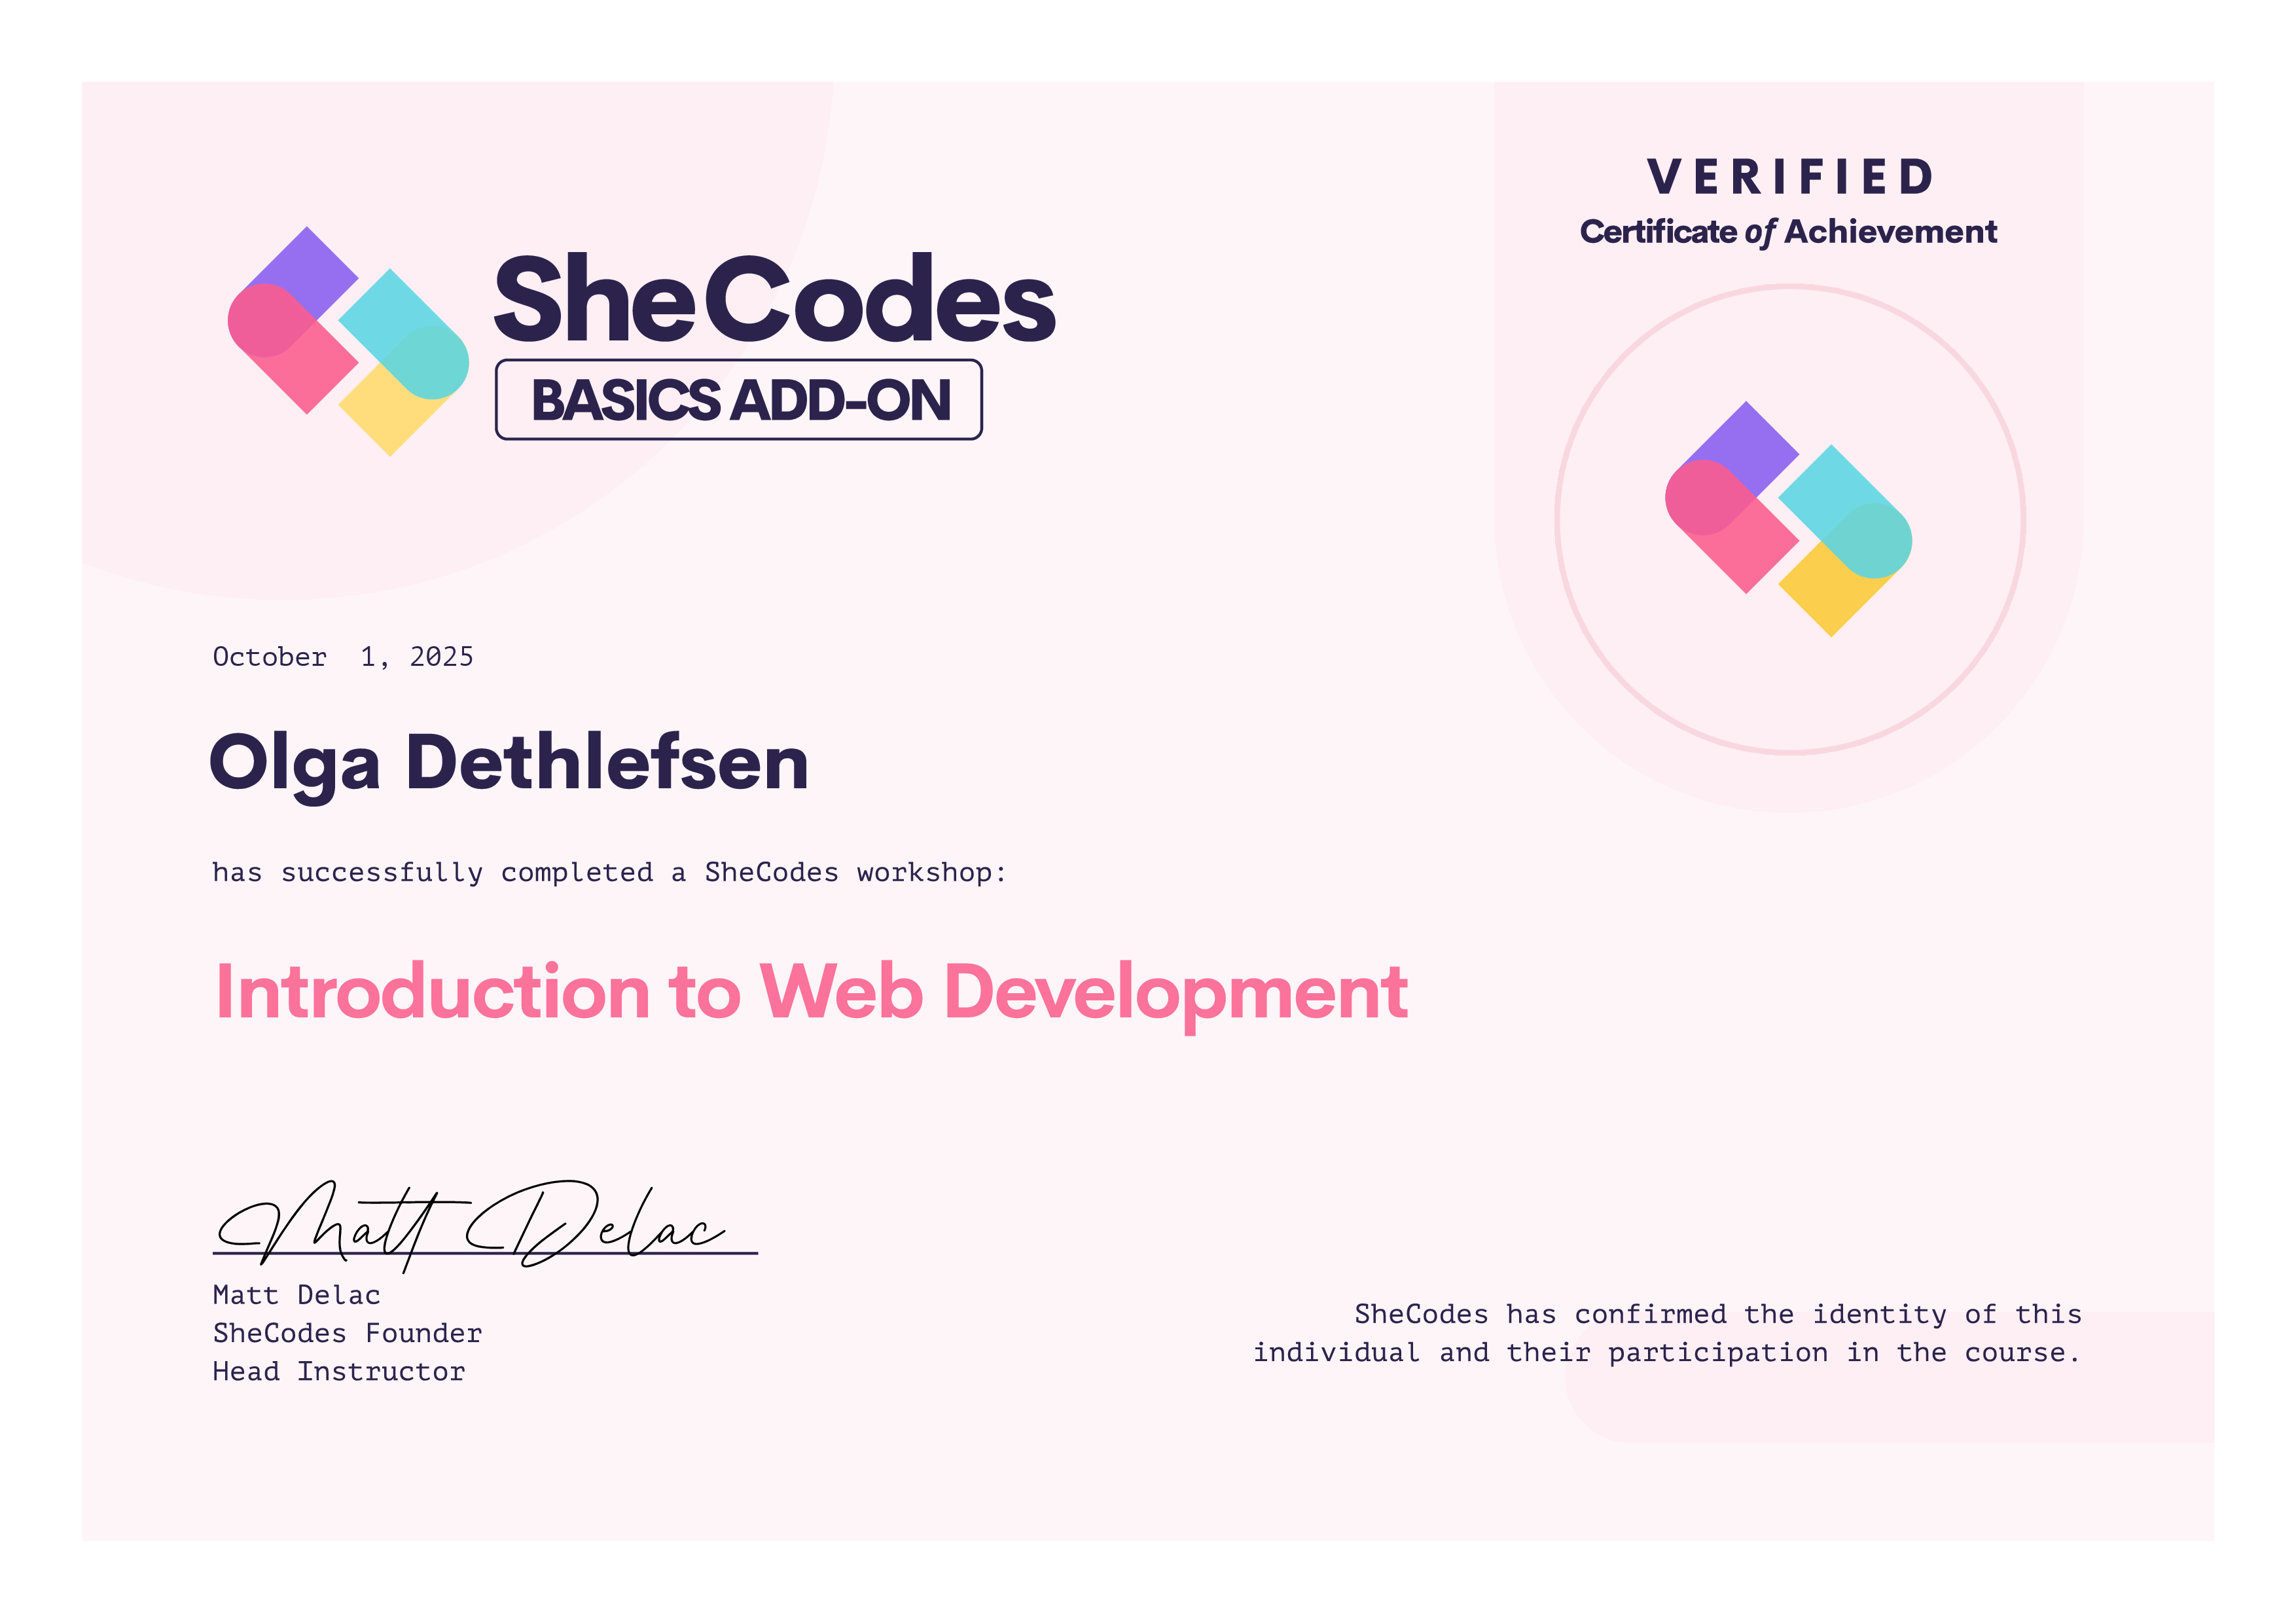 SheCodes
BASICS ADD-ON
VERIFIED
Certificate of Achievement
October 1, 2025
Olga Dethlefsen
has successfully completed a SheCodes workshop:
Introduction to Web Development
Matt Delac
Matt Delac
SheCodes Founder
Head Instructor
SheCodes has confirmed the identity of this
individual and their participation in the course.